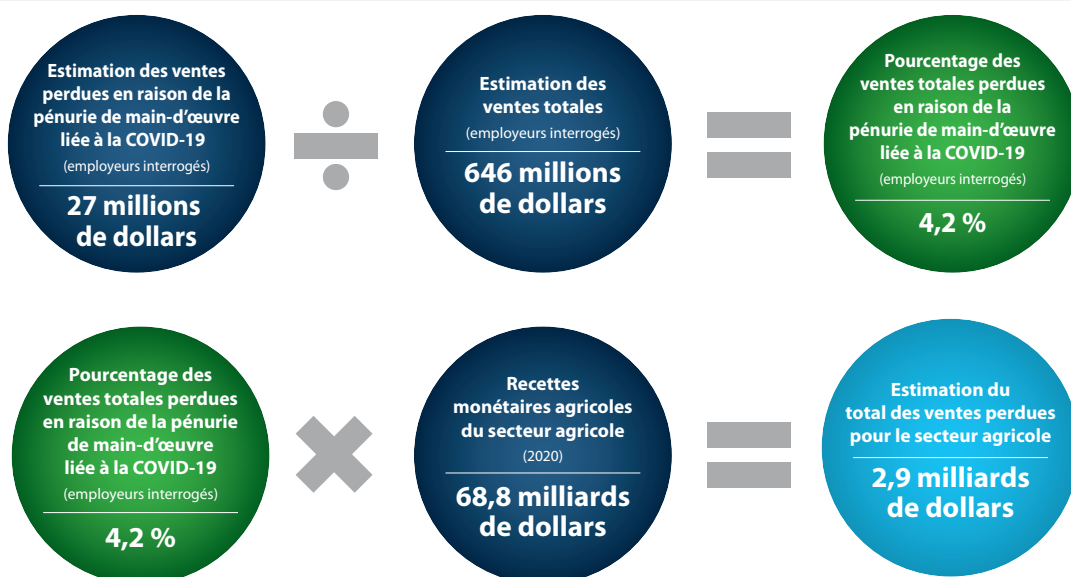 Estimation des ventes
perdues en raison de la
pénurie de main-d'œuvre
liée à la COVID-19
(employeurs interrogés)
27 millions
de dollars
÷
Estimation des
ventes totales
(employeurs interrogés)
646 millions
de dollars
=
Pourcentage des
ventes totales perdues
en raison de la
pénurie de main-d'œuvre
liée à la COVID-19
(employeurs interrogés)
4,2 %
Pourcentage des
ventes totales perdues
en raison de la pénurie
de main-d'œuvre
liée à la COVID-19
(employeurs interrogés)
4,2 %
×
Recettes
monétaires agricoles
du secteur agricole
(2020)
68,8 milliards
de dollars
=
Estimation du
total des ventes perdues
pour le secteur agricole
2,9 milliards
de dollars